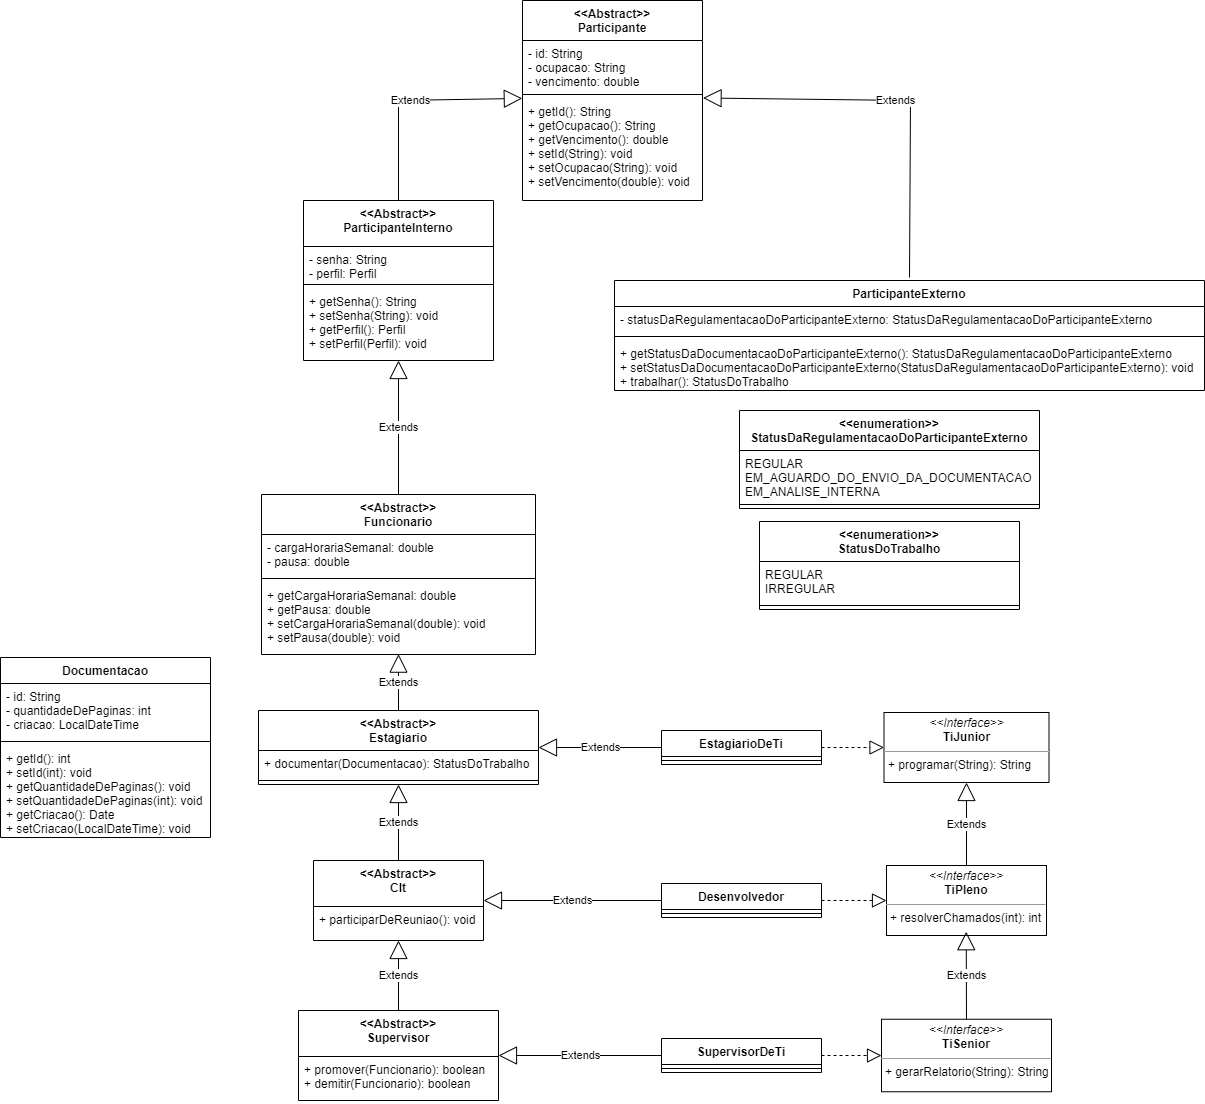 <<Abstract>>
Participante
- id: String
- ocupacao: String
- vencimento: double
+ getId(): String
+ getOcupacao(): String
+ getVencimento(): double
+ setId(String): void
+ setOcupacao(String): void
+ setVencimento(double): void
Extends
Extends
<<Abstract>>
ParticipanteInterno
- senha: String
- perfil: Perfil
+ getSenha(): String
+ setSenha(String): void
+ getPerfil(): Perfil
+ setPerfil(Perfil): void
ParticipanteExterno
- statusDaRegulamentacaoDoParticipanteExterno: StatusDaRegulamentacaoDoParticipanteExterno
+ getStatusDaDocumentacaoDoParticipanteExterno(): StatusDaRegulamentacaoDoParticipanteExterno
+ setStatusDaDocumentacaoDoParticipanteExterno(StatusDaRegulamentacaoDoParticipanteExterno): void
+ trabalhar(): StatusDoTrabalho
Extends
<<enumeration>>
StatusDaRegulamentacaoDoParticipanteExterno
REGULAR
EM_AGUARDO_DO_ENVIO_DA_DOCUMENTACAO
EM_ANALISE_INTERNA
<<Abstract>>
Funcionario
- cargaHorariaSemanal: double
- pausa: double
+ getCargaHorariaSemanal: double
+ getPausa: double
+ setCargaHorariaSemanal(double): void
+ setPausa(double): void
<<enumeration>>
StatusDoTrabalho
REGULAR
IRREGULAR
Extends
Documentacao
- id: String
- quantidadeDePaginas: int
- criacao: LocalDateTime
+ getId(): int
+ setId(int): void
+ getQuantidadeDePaginas(): void
+ setQuantidadeDePaginas(int): void
+ getCriacao(): Date
+ setCriacao(LocalDateTime): void
<<Abstract>>
Estagiario
+ documentar(Documentacao): StatusDoTrabalho
Extends
EstagiarioDeTi
<<Interface>>
TiJunior
+ programar(String): String
Extends
Extends
<<Abstract>>
Clt
+ participarDeReuniao(): void
Extends
Desenvolvedor
<<Interface>>
TiPleno
+ resolverChamados(int): int
Extends
Extends
<<Abstract>>
Supervisor
+ promover(Funcionario): boolean
+ demitir(Funcionario): boolean
Extends
SupervisorDeTi
<<Interface>>
TiSenior
+ gerarRelatorio(String): String